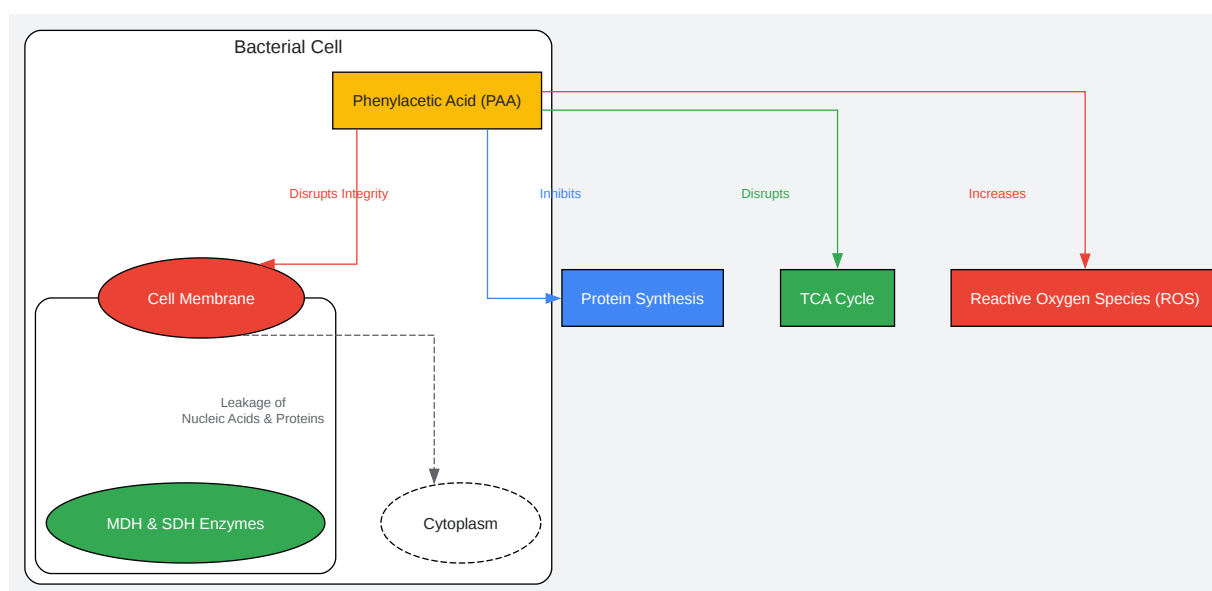 Bacterial Cell
Phenylacetic Acid (PAA)
Disrupts Integrity
Inhibits
Disrupts
Increases
Cell Membrane
Protein Synthesis
TCA Cycle
Reactive Oxygen Species (ROS)
Leakage of
Nucleic Acids & Proteins
MDH & SDH Enzymes
Cytoplasm